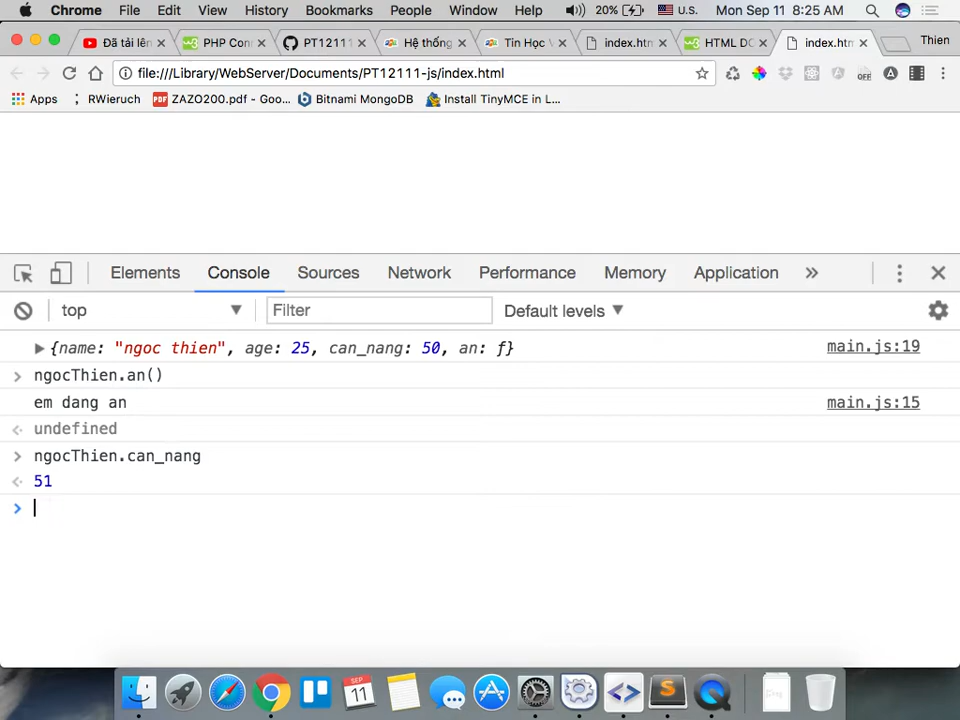 Chrome File Edit View History Bookmarks People Window Help 20% U.S. Mon Sep 11 8:25 AM
Đã tải lên PHP Con PT1211 Hệ thống Tin Học index.htm HTML DO index.htm Thien
file:///Library/WebServer/Documents/PT12111-js/index.html OFF
Apps RWieruch ZAZO200.pdf - Goo... Bitnami MongoDB Install TinyMCE in L...
Elements Console Sources Network Performance Memory Application »
top Filter Default levels
{name: "ngoc thien", age: 25, can_nang: 50, an: ƒ} main.js:19
ngocThien.an()
em dang an main.js:15
undefined
ngocThien.can_nang
51
SEP
11